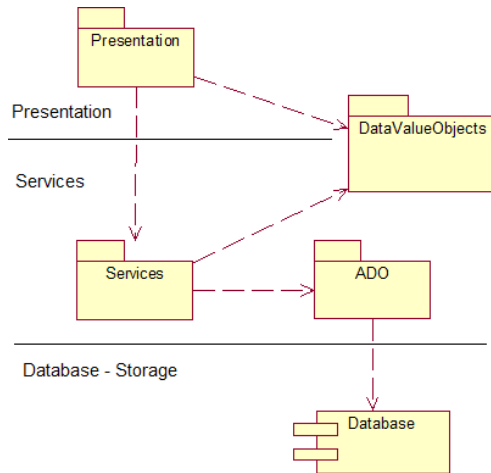 Presentation
Presentation
DataValueObjects
Services
Services
ADO
Database - Storage
Database